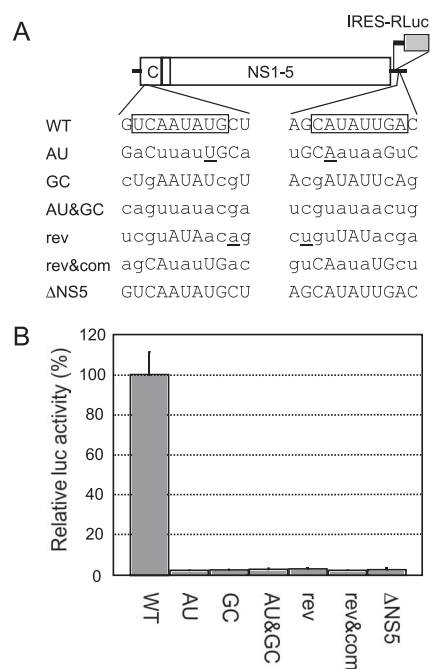 A
IRES-RLuc
C NS1-5
WT GUCAAUAUGCU AGCAUAUUGAC
AU GaCuuauUGCa uGCAauaaGuC
GC cUgAAUAUcgU AcgAUAUUcAg
AU&GC caguuauacga ucguauaacug
rev ucguAUAacag cuguUAUacga
rev&com agCAuauUGac guCAauaUGcu
ΔNS5 GUCAAUAUGCU AGCAUAUUGAC
B
Relative luc activity (%)
120
100
80
60
40
20
0
WT AU GC AU&GC rev rev&com ΔNS5